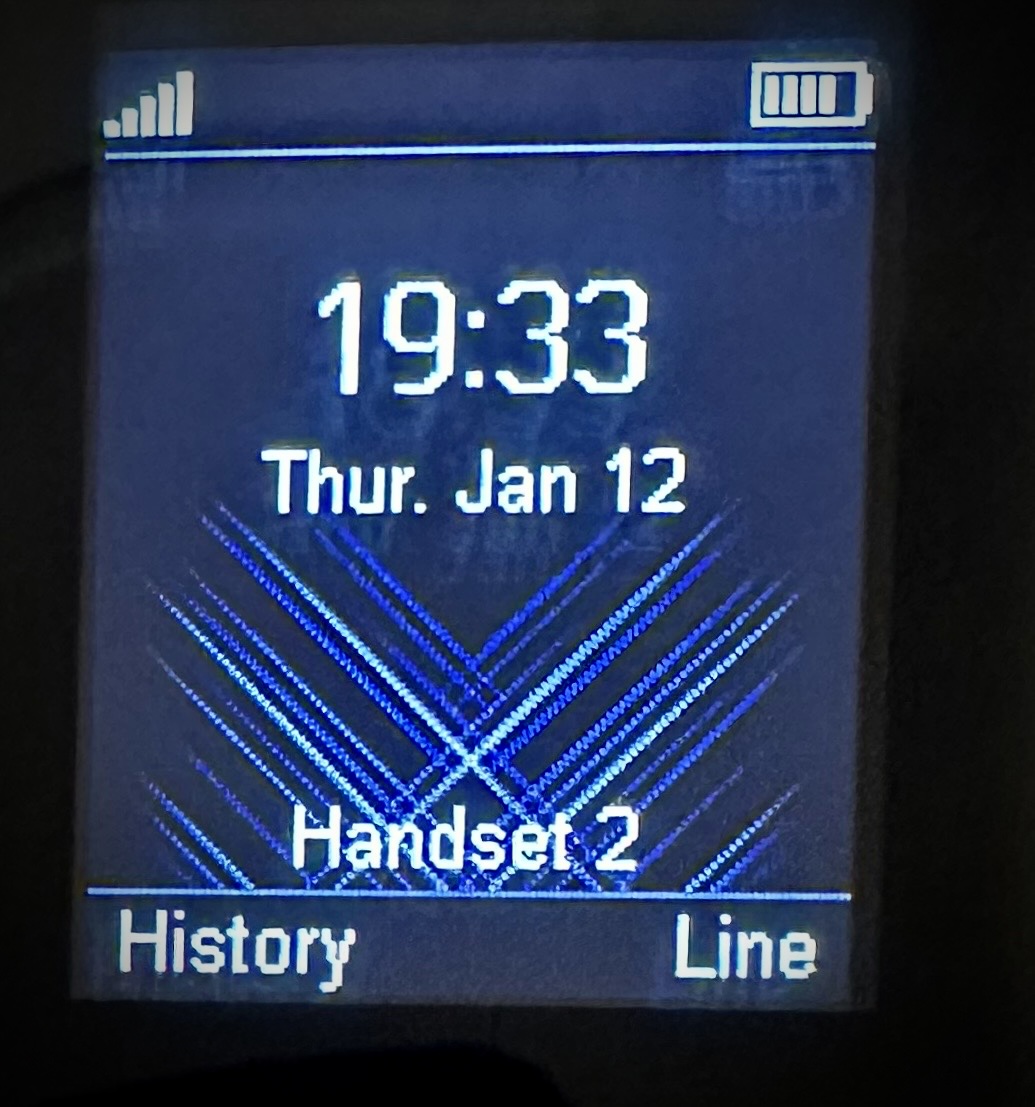 19:33
Thur. Jan 12
Handset 2
History Line